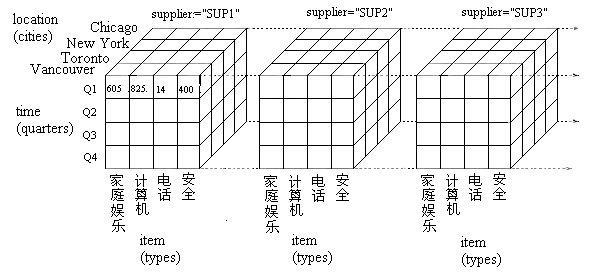 location
(cities)
supplier:="SUP1"
supplier="SUP2"
supplier="SUP3"
Chicago
New York
Toronto
Vancouver
time
(quarters)
Q1 605 825 14 400
Q2
Q3
Q4
家庭娱乐 计算机 电话 安全
家庭娱乐 计算机 电话 安全
家庭娱乐 计算机 电话 安全
item
(types)
item
(types)
item
(types)